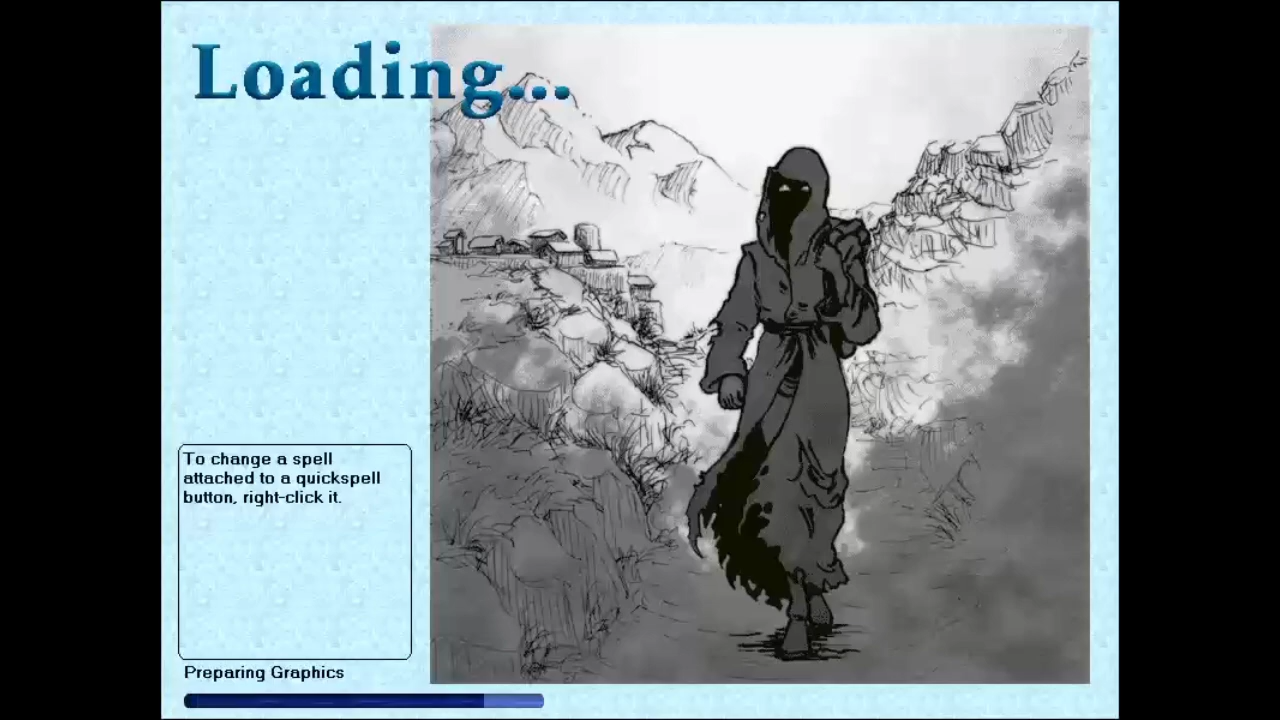 Loading...
To change a spell
attached to a quickspell
button, right-click it.
Preparing Graphics